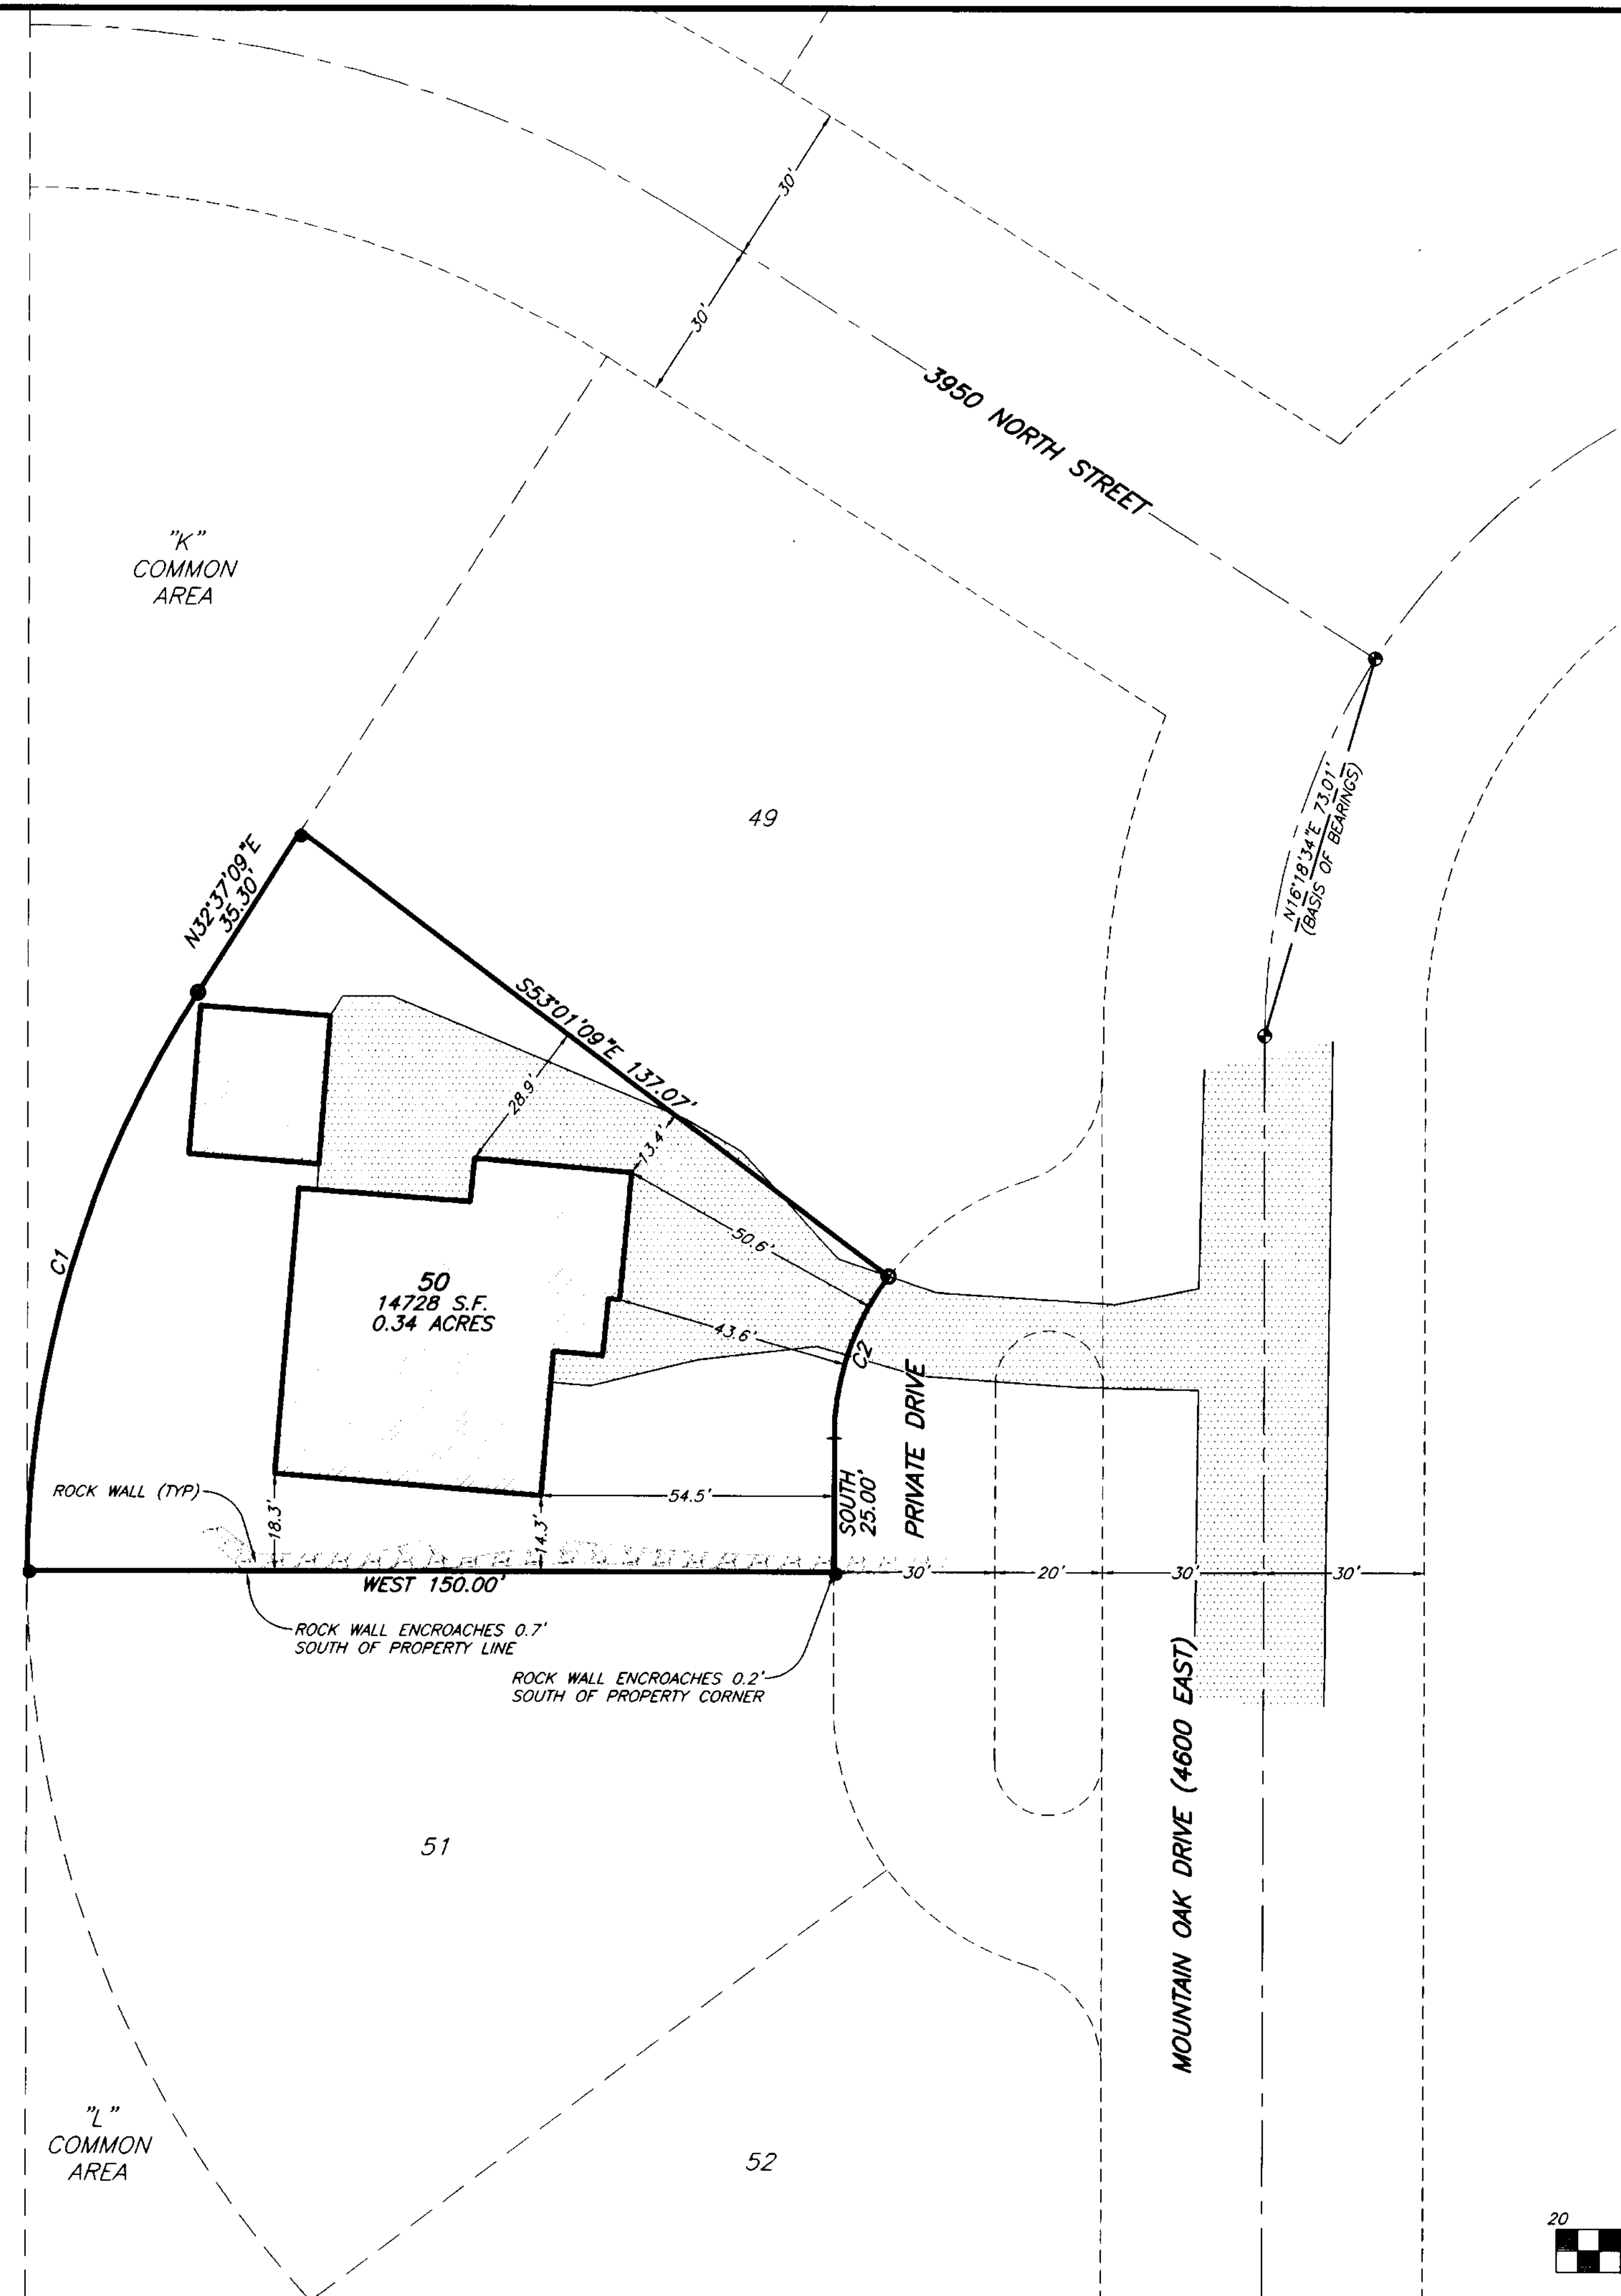 30'
30'
3950 NORTH STREET
"K"
COMMON
AREA
N16°18'34"E 73.01'
(BASIS OF BEARINGS)
49
N32°37'09"E
35.30'
S53°01'09"E 137.07'
28.9'
13.4'
50.6'
C1
50
14728 S.F.
0.34 ACRES
43.6'
C2
PRIVATE DRIVE
ROCK WALL (TYP)
18.3'
14.3'
54.5'
SOUTH
25.00'
WEST 150.00'
30'
20'
30'
30'
ROCK WALL ENCROACHES 0.7'
SOUTH OF PROPERTY LINE
ROCK WALL ENCROACHES 0.2'
SOUTH OF PROPERTY CORNER
MOUNTAIN OAK DRIVE (4600 EAST)
51
"L"
COMMON
AREA
52
20